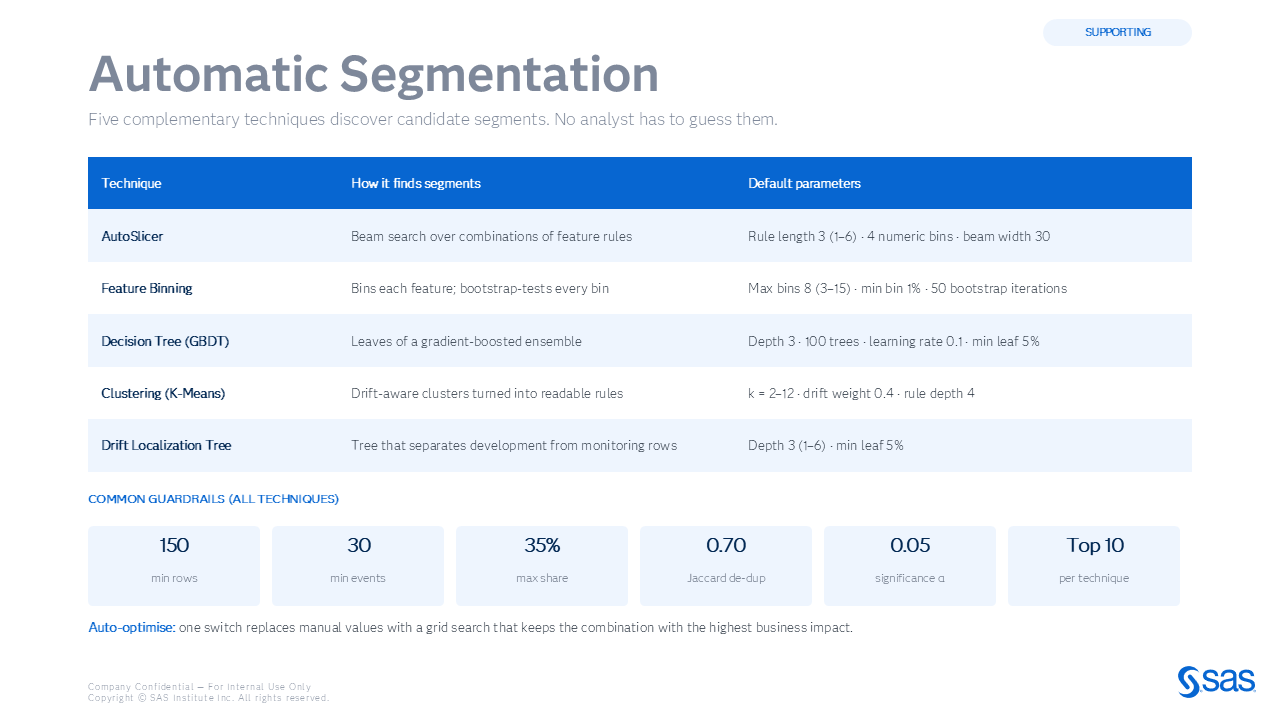 SUPPORTING
Automatic Segmentation
Five complementary techniques discover candidate segments. No analyst has to guess them.
Technique How it finds segments Default parameters
AutoSlicer Beam search over combinations of feature rules Rule length 3 (1–6) · 4 numeric bins · beam width 30
Feature Binning Bins each feature; bootstrap-tests every bin Max bins 8 (3–15) · min bin 1% · 50 bootstrap iterations
Decision Tree (GBDT) Leaves of a gradient-boosted ensemble Depth 3 · 100 trees · learning rate 0.1 · min leaf 5%
Clustering (K-Means) Drift-aware clusters turned into readable rules k = 2–12 · drift weight 0.4 · rule depth 4
Drift Localization Tree Tree that separates development from monitoring rows Depth 3 (1–6) · min leaf 5%
COMMON GUARDRAILS (ALL TECHNIQUES)
150 30 35% 0.70 0.05 Top 10
min rows min events max share Jaccard de-dup significance α per technique
Auto-optimise: one switch replaces manual values with a grid search that keeps the combination with the highest business impact.
Company Confidential — For Internal Use Only
Copyright © SAS Institute Inc. All rights reserved.
sas